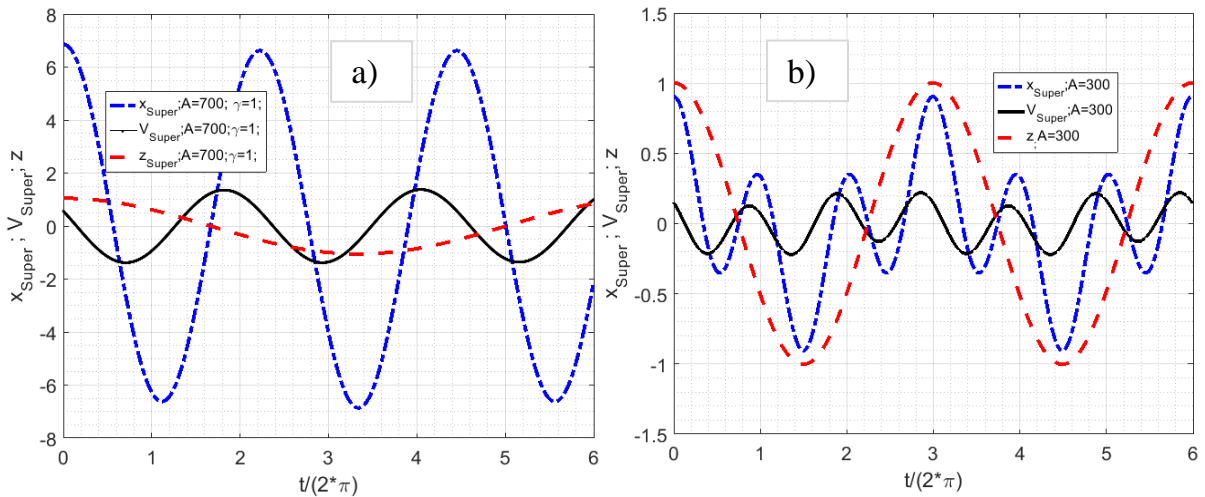 a)
x_Super;A=700; γ=1;
V_Super;A=700;γ=1;
z_Super;A=700;γ=1;
8
6
4
2
0
-2
-4
-6
-8
0 1 2 3 4 5 6
t/(2*π)
x_Super ; V_Super; z
b)
x_Super;A=300
V_Super;A=300
z;A=300
1.5
1
0.5
0
-0.5
-1
-1.5
0 1 2 3 4 5 6
t/(2*π)
x_Super ; V_Super; z